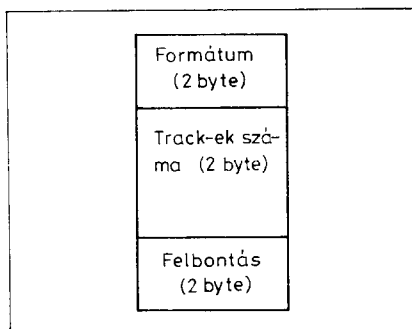 Formátum
(2 byte)
Track-ek szá-
ma (2 byte)
Felbontás
(2 byte)